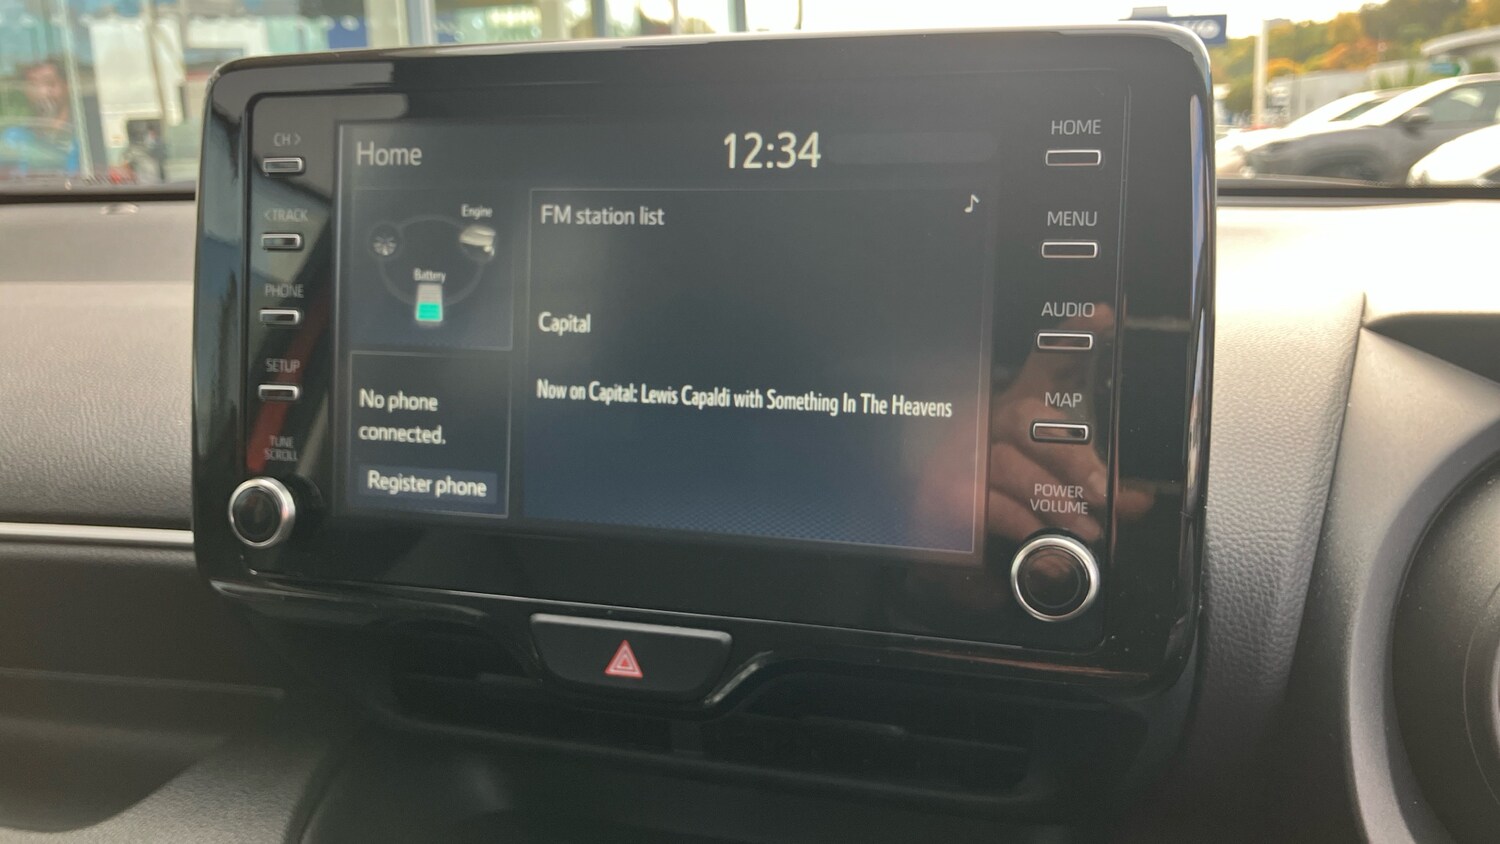 CH >
< TRACK
PHONE
SETUP
TUNE
SCROLL
Home
12:34
Engine
Battery
No phone
connected.
Register phone
FM station list
Capital
Now on Capital: Lewis Capaldi with Something In The Heavens
HOME
MENU
AUDIO
MAP
POWER
VOLUME